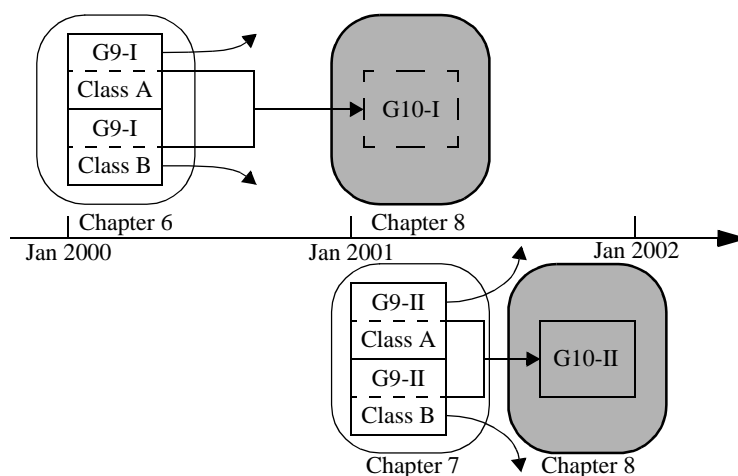 G9-I
Class A
G9-I
Class B
G10-I
Chapter 6
Chapter 8
Jan 2000
Jan 2001
Jan 2002
G9-II
Class A
G9-II
Class B
G10-II
Chapter 7
Chapter 8